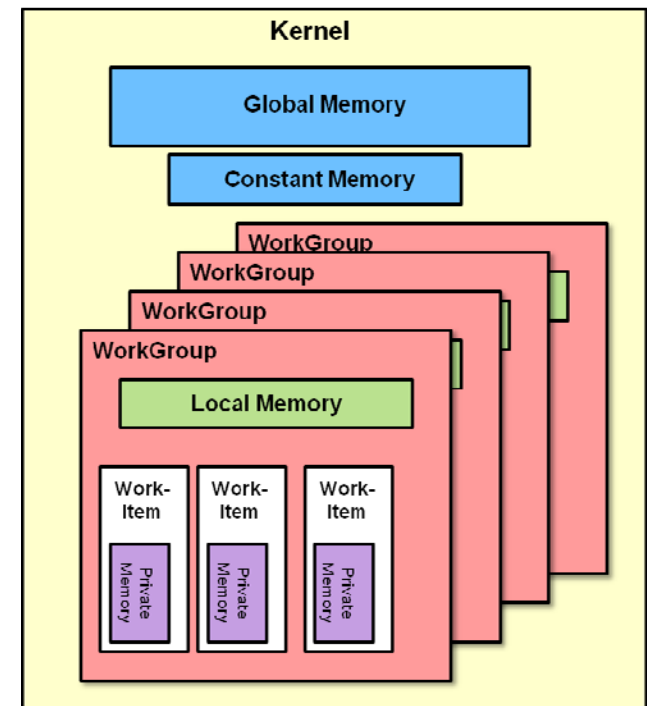 Kernel
Global Memory
Constant Memory
WorkGroup
WorkGroup
WorkGroup
WorkGroup
Local Memory
Work-
Item
Work-
Item
Work-
Item
Private
Memory
Private
Memory
Private
Memory